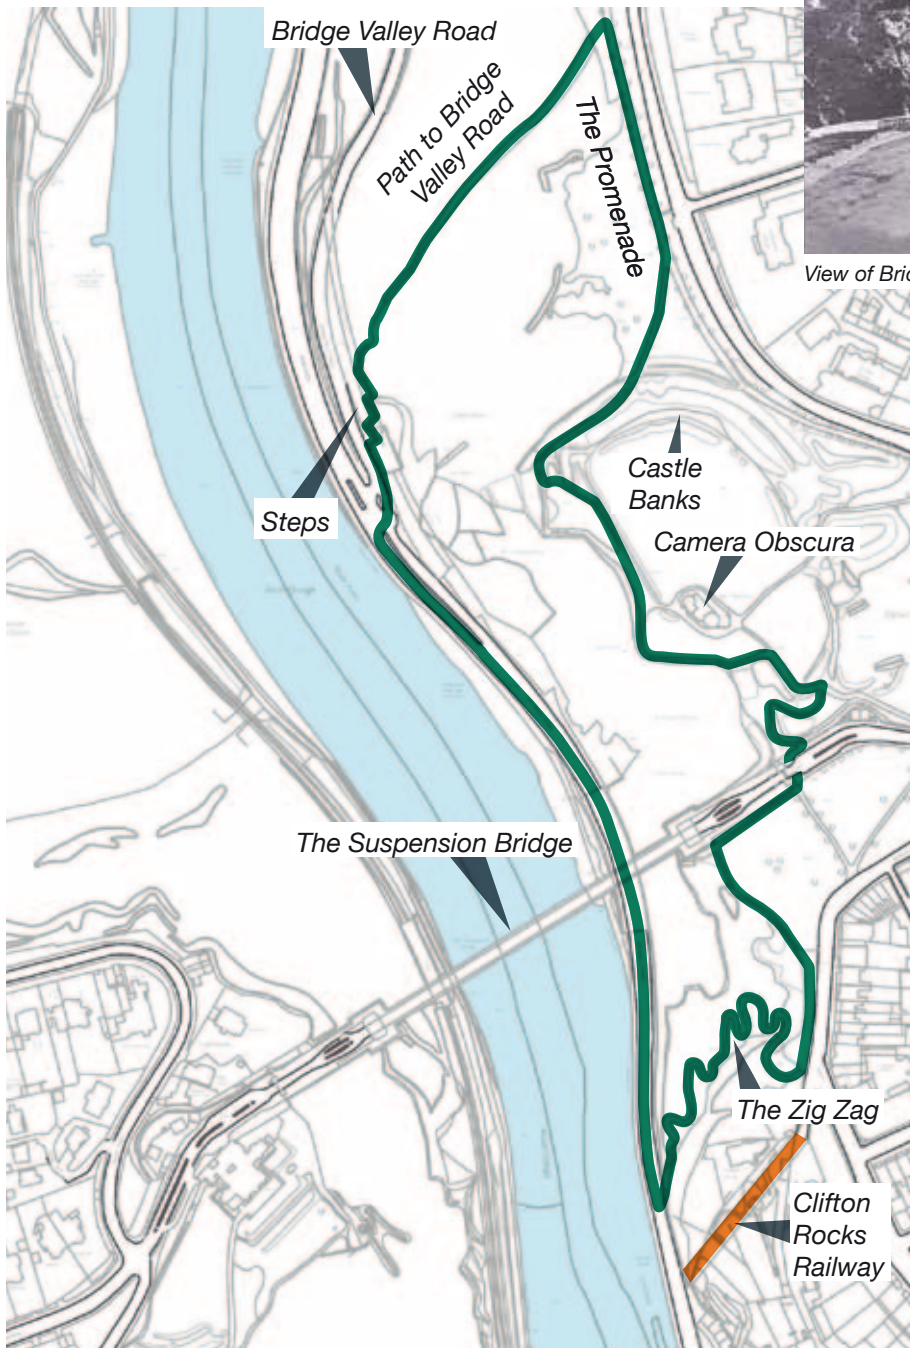 Bridge Valley Road
Path to Bridge
Valley Road
The Promenade
View of Brid
Castle
Banks
Steps
Camera Obscura
The Suspension Bridge
The Zig Zag
Clifton
Rocks
Railway